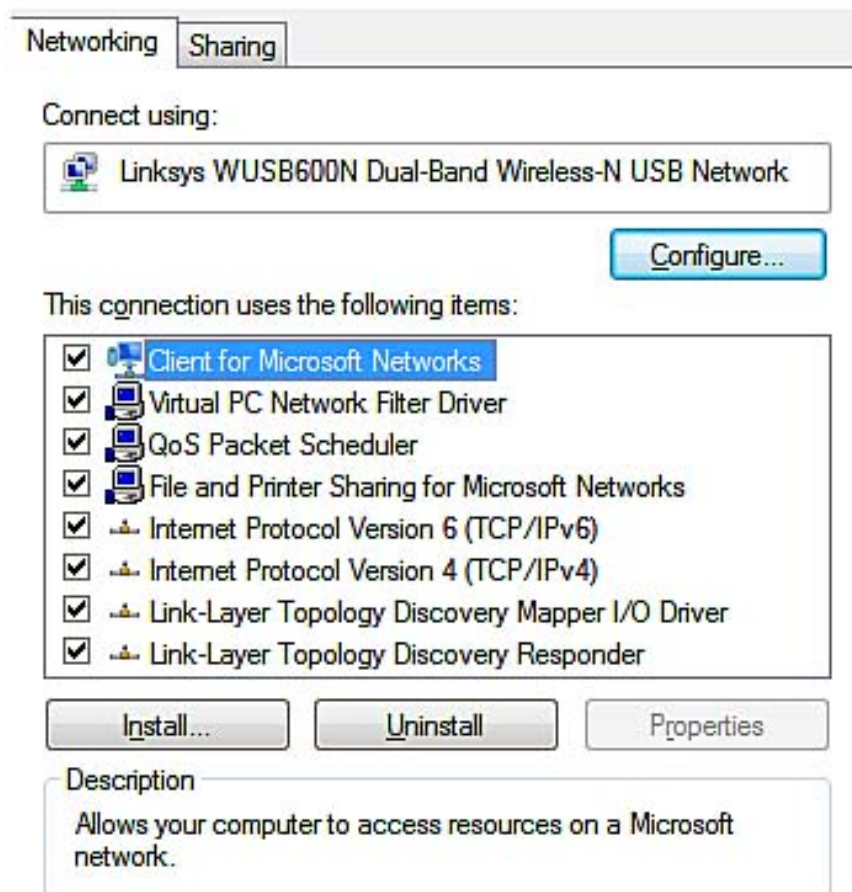 Networking
Sharing
Connect using:
Linksys WUSB600N Dual-Band Wireless-N USB Network
Configure...
This connection uses the following items:
Client for Microsoft Networks
Virtual PC Network Filter Driver
QoS Packet Scheduler
File and Printer Sharing for Microsoft Networks
Internet Protocol Version 6 (TCP/IPv6)
Internet Protocol Version 4 (TCP/IPv4)
Link-Layer Topology Discovery Mapper I/O Driver
Link-Layer Topology Discovery Responder
Install...
Uninstall
Properties
Description
Allows your computer to access resources on a Microsoft
network.